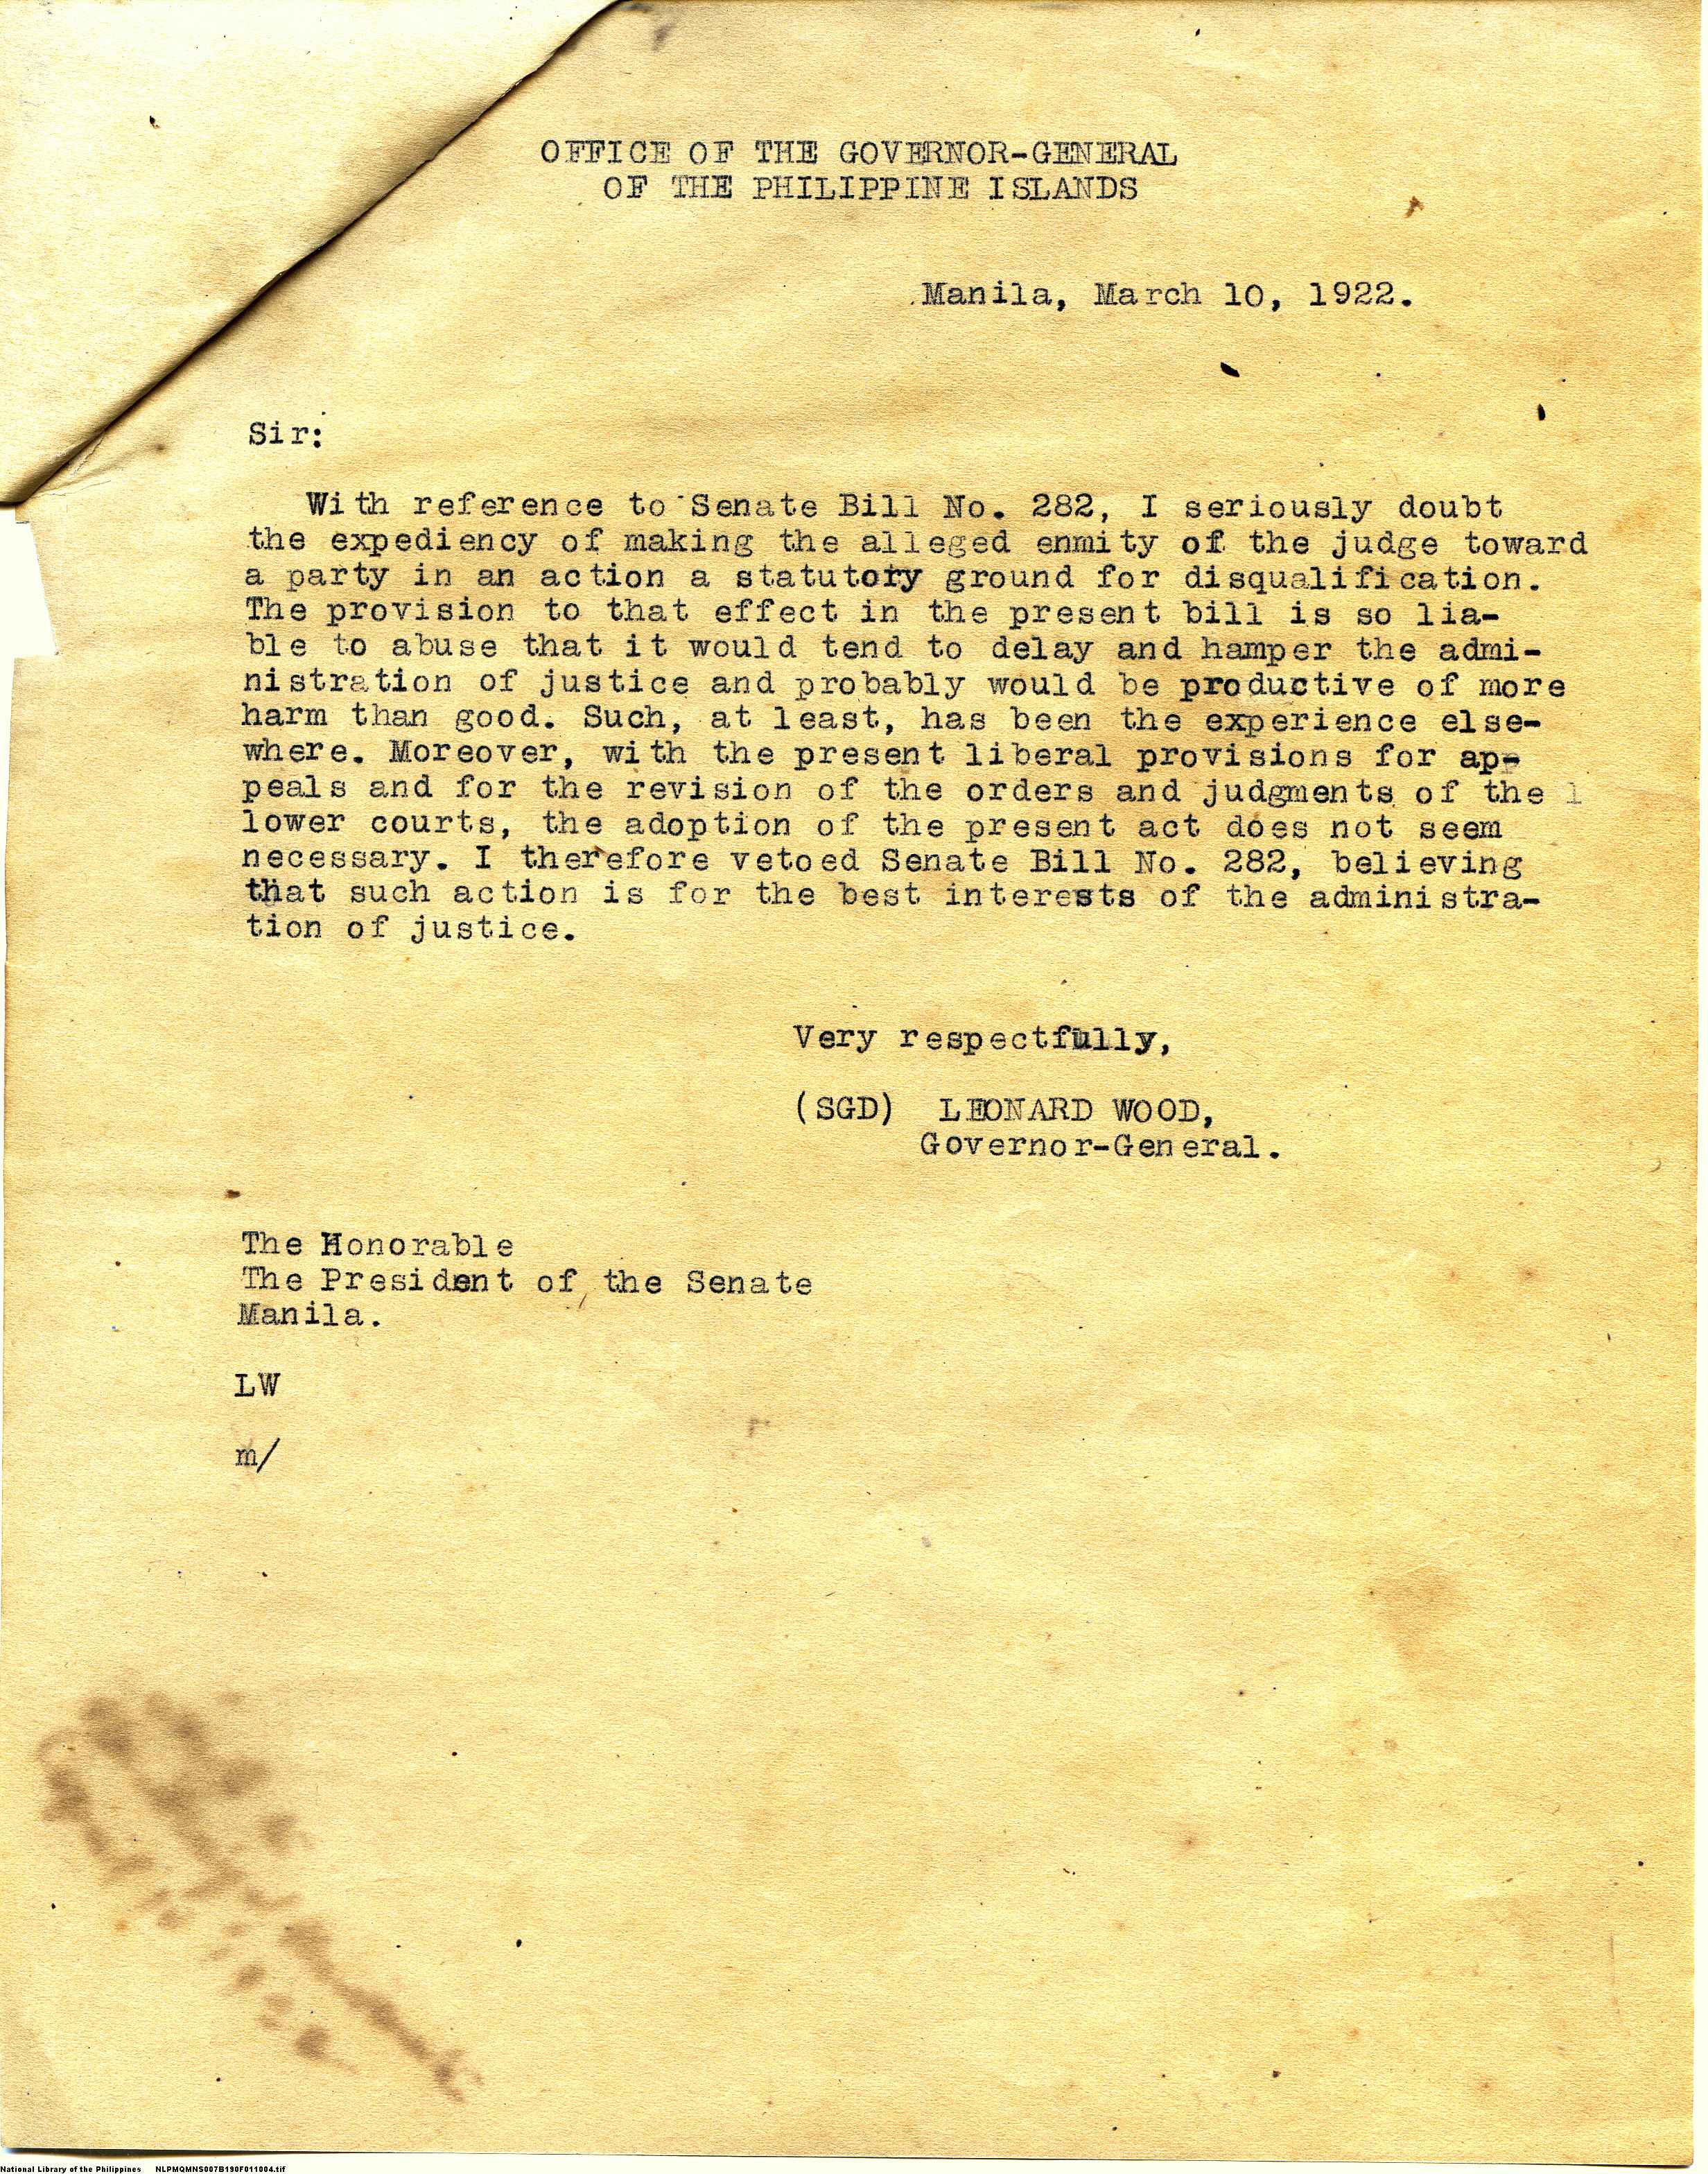 OFFICE OF THE GOVERNOR-GENERAL
OF THE PHILIPPINE ISLANDS
Manila, March 10, 1922.
Sir:
With reference to Senate Bill No. 282, I seriously doubt
the expediency of making the alleged enmity of the judge toward
a party in an action a statutory ground for disqualification.
The provision to that effect in the present bill is so lia-
ble to abuse that it would tend to delay and hamper the admi-
nistration of justice and probably would be productive of more
harm than good. Such, at least, has been the experience else-
where. Moreover, with the present liberal provisions for ap-
peals and for the revision of the orders and judgments of the l
lower courts, the adoption of the present act does not seem
necessary. I therefore vetoed Senate Bill No. 282, believing
that such action is for the best interests of the administra-
tion of justice.
Very respectfully,
(SGD) LEONARD WOOD,
Governor-General.
The Honorable
The President of the Senate
Manila.
LW
m/
National Library of the Philippines NLPMQMNS007B190F011004.tif